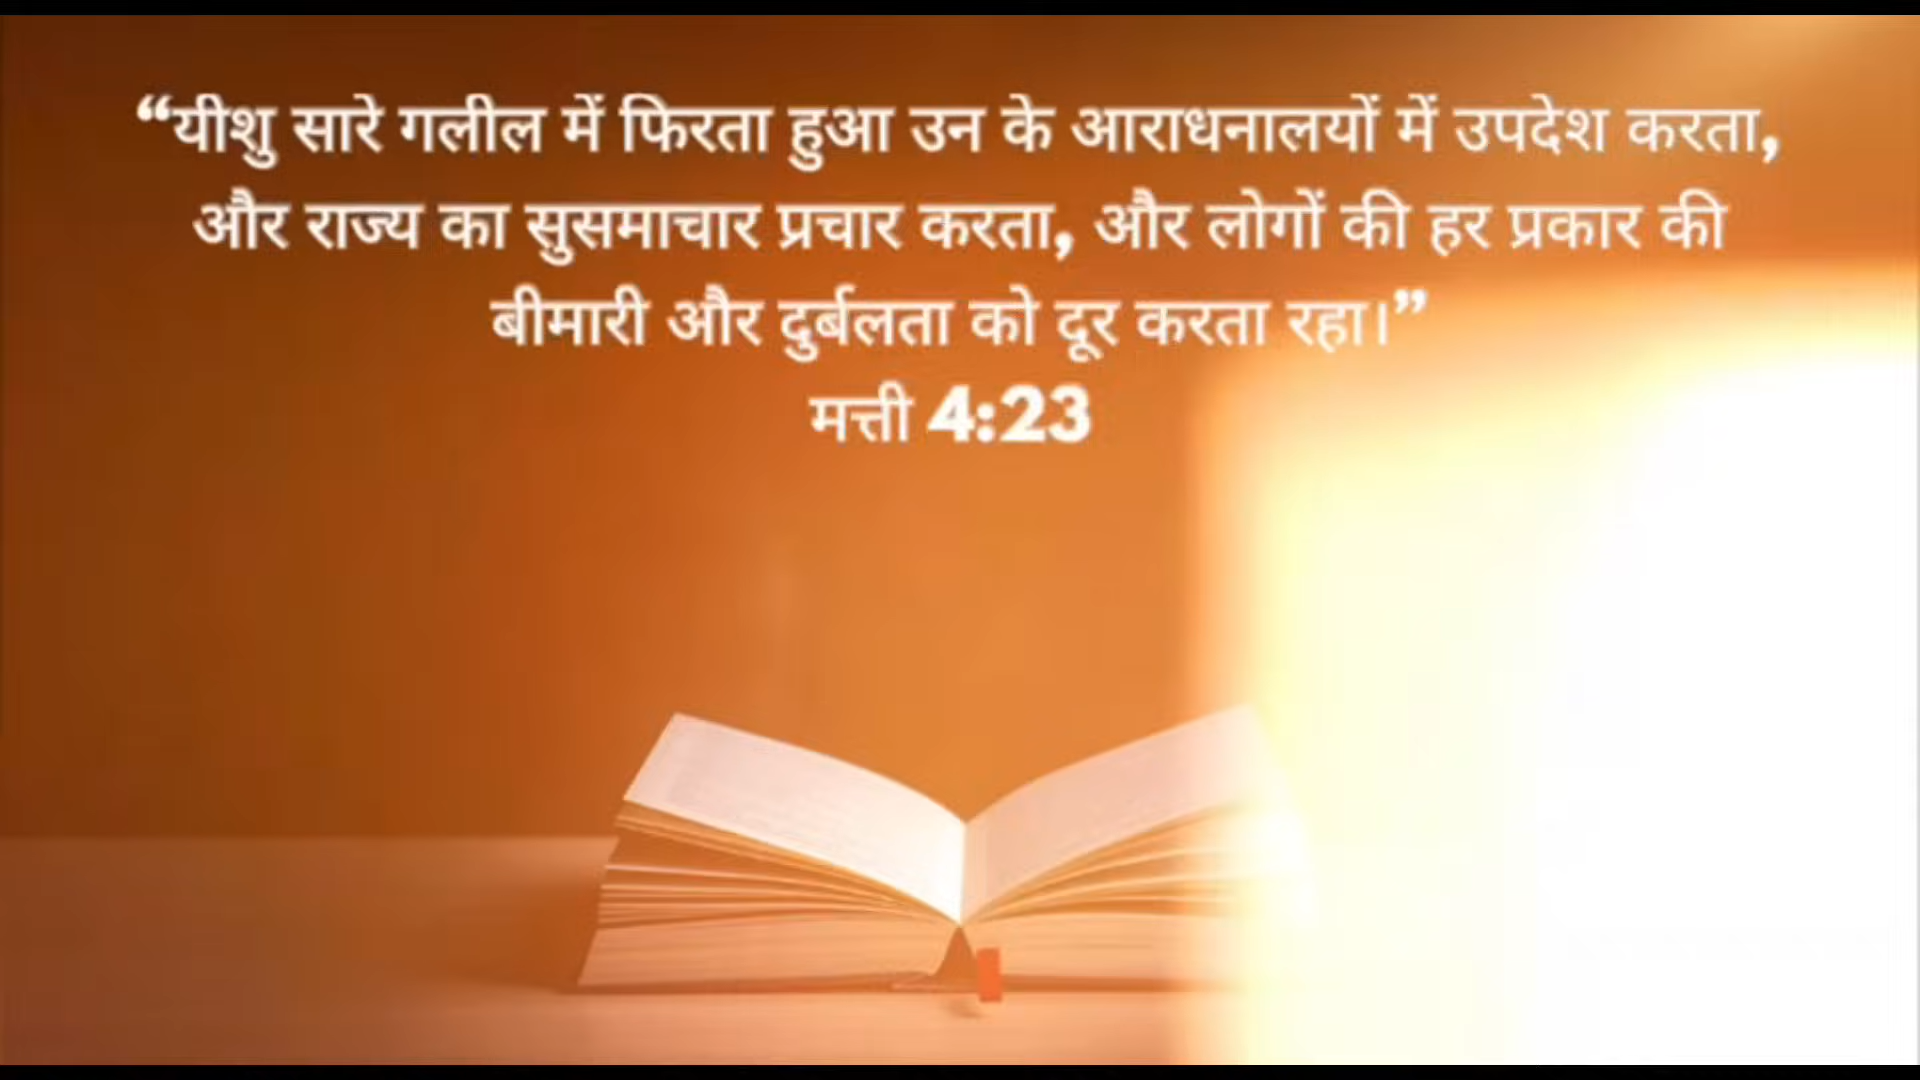 “यीशु सारे गलील में फिरता हुआ उन के आराधनालयों में उपदेश करता,
और राज्य का सुसमाचार प्रचार करता, और लोगों की हर प्रकार की
बीमारी और दुर्बलता को दूर करता रहा।”
मत्ती 4:23